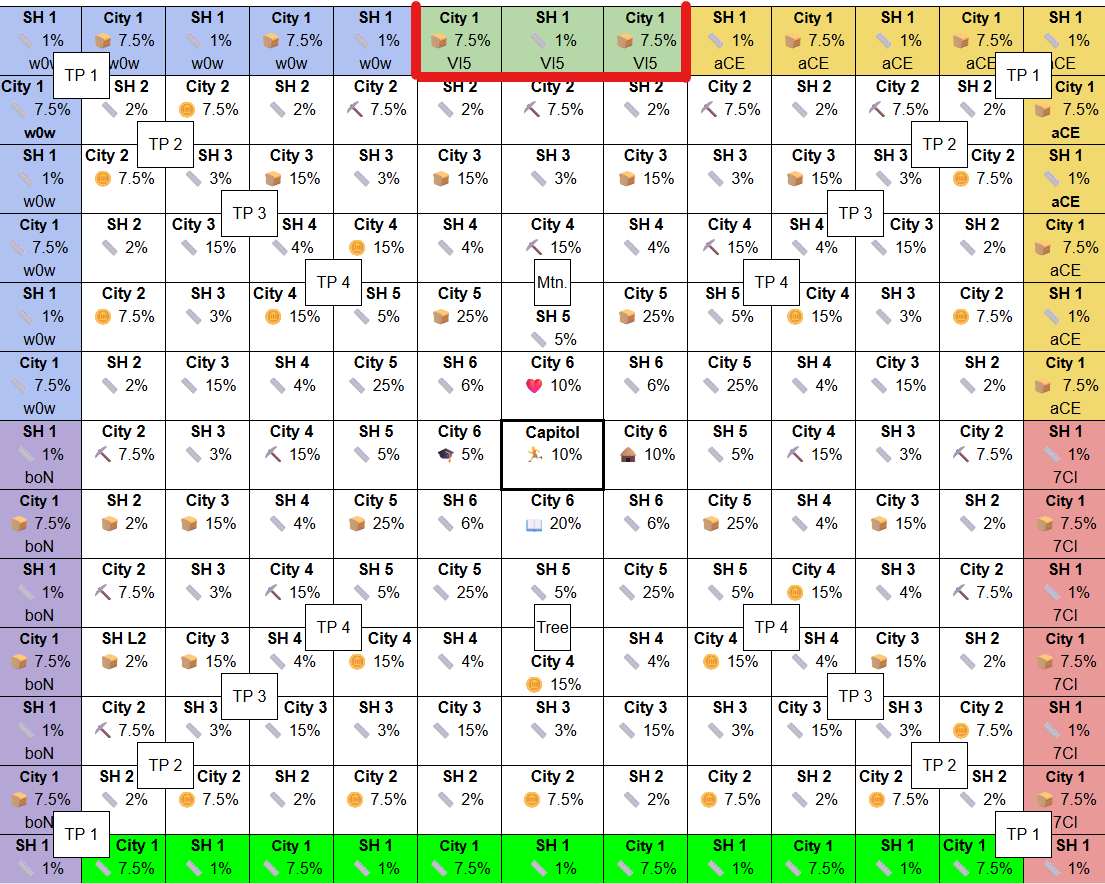 SH 1 City 1 SH 1 City 1 SH 1 City 1 SH 1 City 1 SH 1 City 1 SH 1 City 1 SH 1
1% 7.5% 1% 7.5% 1% 7.5% 1% 7.5% 1% 7.5% 1% 7.5% 1%
w0w w0w w0w w0w w0w VI5 VI5 VI5 aCE aCE aCE aCE aCE
TP 1 TP 1
City 1 SH 2 City 2 SH 2 City 2 SH 2 City 2 SH 2 City 2 SH 2 City 2 SH 2 City 1
7.5% 2% 7.5% 2% 7.5% 2% 7.5% 2% 7.5% 2% 7.5% 2% 7.5%
w0w aCE
TP 2 TP 2
SH 1 City 2 SH 3 City 3 SH 3 City 3 SH 3 City 3 SH 3 City 3 SH 3 City 2 SH 1
1% 7.5% 3% 15% 3% 15% 3% 15% 3% 15% 3% 7.5% 1%
w0w aCE
TP 3 TP 3
City 1 SH 2 City 3 SH 4 City 4 SH 4 City 4 SH 4 City 4 SH 4 City 3 SH 2 City 1
7.5% 2% 15% 4% 15% 4% 15% 4% 15% 4% 15% 2% 7.5%
w0w aCE
TP 4 Mtn. TP 4
SH 1 City 2 SH 3 City 4 SH 5 City 5 City 5 SH 5 City 4 SH 3 City 2 SH 1
1% 7.5% 3% 15% 5% 25% SH 5 25% 5% 15% 3% 7.5% 1%
w0w 5% aCE
City 1 SH 2 City 3 SH 4 City 5 SH 6 City 6 SH 6 City 5 SH 4 City 3 SH 2 City 1
7.5% 2% 15% 4% 25% 6% 10% 6% 25% 4% 15% 2% 7.5%
w0w aCE
SH 1 City 2 SH 3 City 4 SH 5 City 6 Capitol City 6 SH 5 City 4 SH 3 City 2 SH 1
1% 7.5% 3% 15% 5% 5% 10% 10% 5% 15% 3% 7.5% 1%
boN 7CI
City 1 SH 2 City 3 SH 4 City 5 SH 6 City 6 SH 6 City 5 SH 4 City 3 SH 2 City 1
7.5% 2% 15% 4% 25% 6% 20% 6% 25% 4% 15% 2% 7.5%
boN 7CI
SH 1 City 2 SH 3 City 4 SH 5 City 5 SH 5 City 5 SH 5 City 4 SH 3 City 2 SH 1
1% 7.5% 3% 15% 5% 25% 5% 25% 5% 15% 4% 7.5% 1%
boN 7CI
TP 4 Tree TP 4
City 1 SH L2 City 3 SH 4 City 4 SH 4 SH 4 City 4 SH 4 City 3 SH 2 City 1
7.5% 2% 15% 4% 15% 4% City 4 4% 15% 4% 15% 2% 7.5%
boN 15% 7CI
TP 3 TP 3
SH 1 City 2 SH 3 City 3 SH 3 City 3 SH 3 City 3 SH 3 City 3 SH 3 City 2 SH 1
1% 7.5% 3% 15% 3% 15% 3% 15% 3% 15% 3% 7.5% 1%
boN 7CI
TP 2 TP 2
City 1 SH 2 City 2 SH 2 City 2 SH 2 City 2 SH 2 City 2 SH 2 City 2 SH 2 City 1
7.5% 2% 7.5% 2% 7.5% 2% 7.5% 2% 7.5% 2% 7.5% 2% 7.5%
boN 7CI
TP 1 TP 1
SH 1 City 1 SH 1 City 1 SH 1 City 1 SH 1 City 1 SH 1 City 1 SH 1 City 1 SH 1
1% 7.5% 1% 7.5% 1% 7.5% 1% 7.5% 1% 7.5% 1% 7.5% 1%